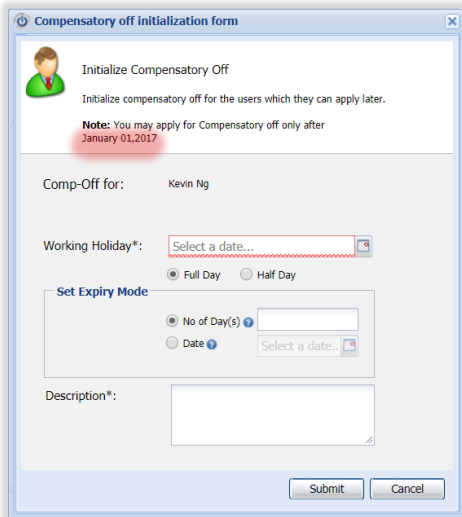 Compensatory off initialization form
Initialize Compensatory Off
Initialize compensatory off for the users which they can apply later.
Note: You may apply for Compensatory off only after
January 01,2017
Comp-Off for: Kevin Ng
Working Holiday*: Select a date...
Full Day Half Day
Set Expiry Mode
No of Day(s)
Date Select a date..
Description*:
Submit Cancel